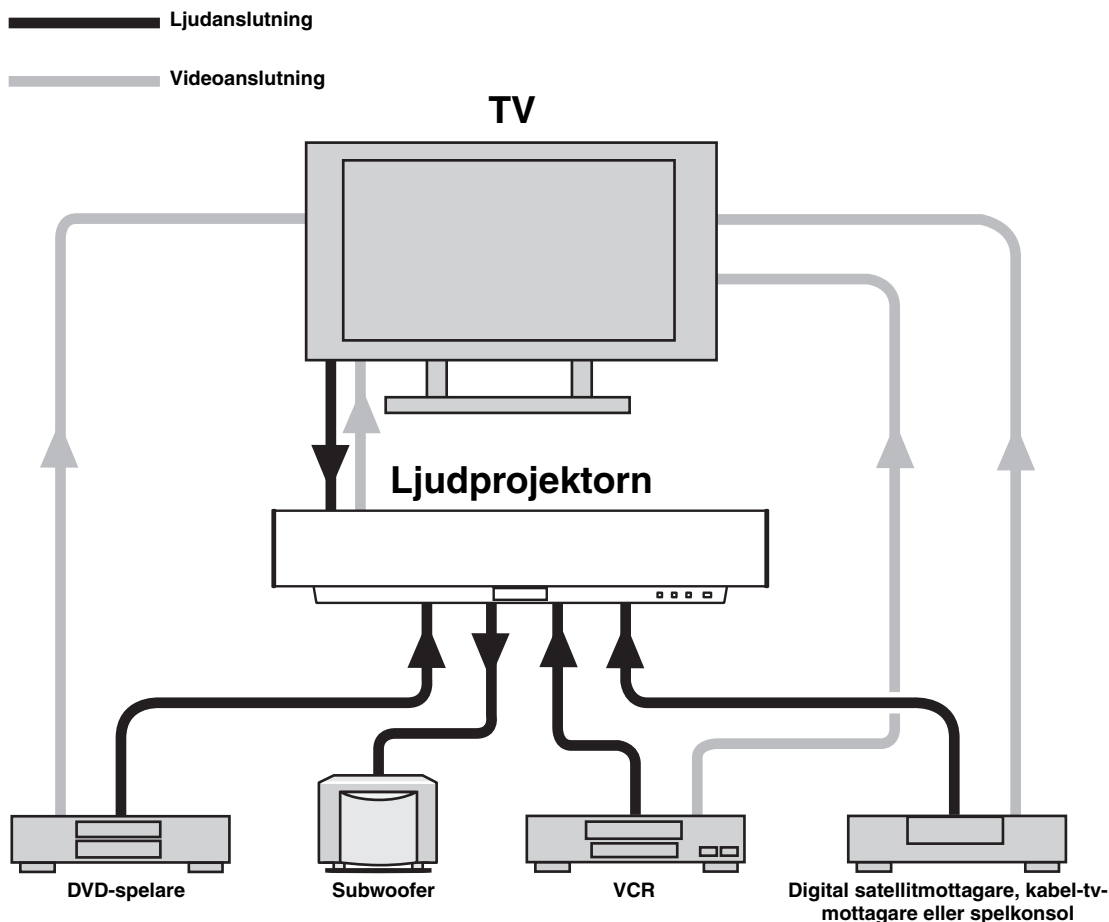 Ljudanslutning
Videoanslutning
TV
Ljudprojektorn
DVD-spelare
Subwoofer
VCR
Digital satellitmottagare, kabel-tv-
mottagare eller spelkonsol